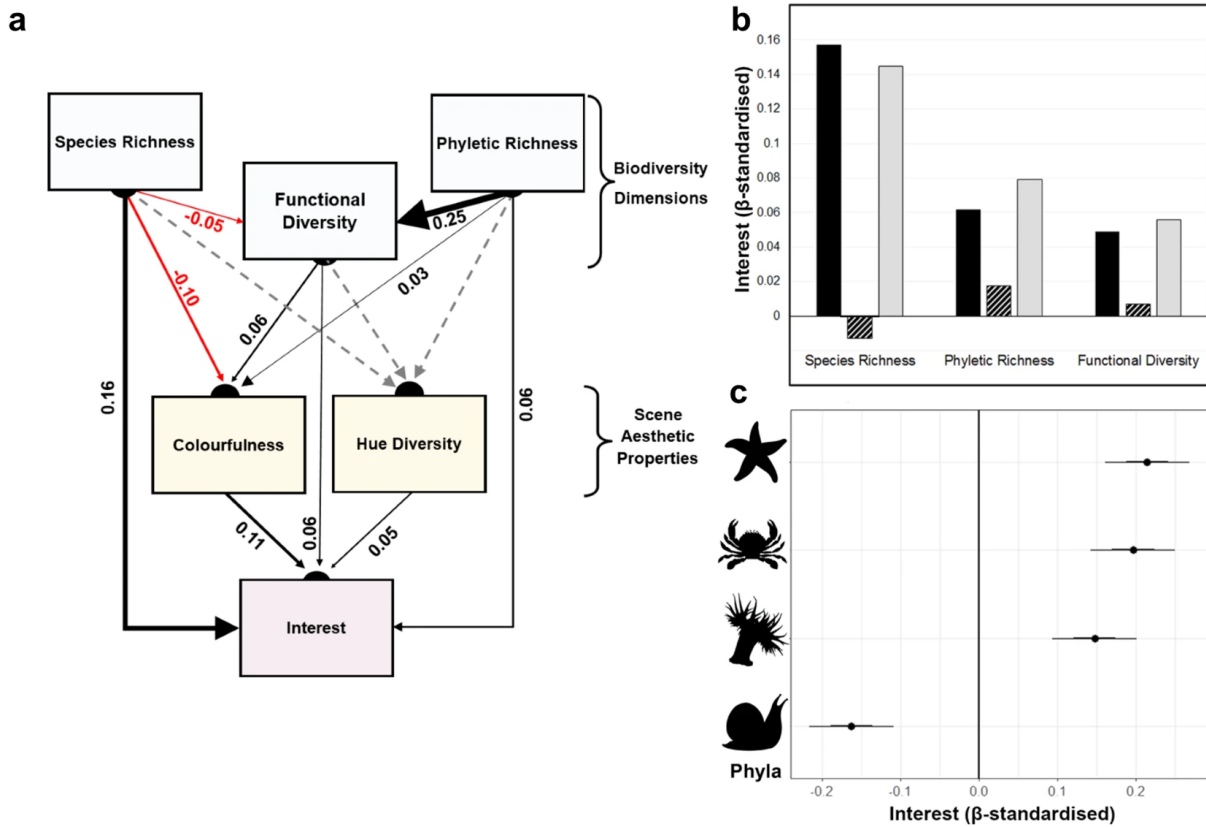 a
Species Richness
Phyletic Richness
Functional
Diversity
Biodiversity
Dimensions
-0.05
0.25
-0.10
0.03
0.06
0.16
0.06
Colourfulness
Hue Diversity
Scene
Aesthetic
Properties
0.11
0.06
0.05
Interest
b
Interest (β-standardised)
0.16
0.14
0.12
0.10
0.08
0.06
0.04
0.02
0
Species Richness
Phyletic Richness
Functional Diversity
c
Phyla
-0.2
-0.1
0.0
0.1
0.2
Interest (β-standardised)